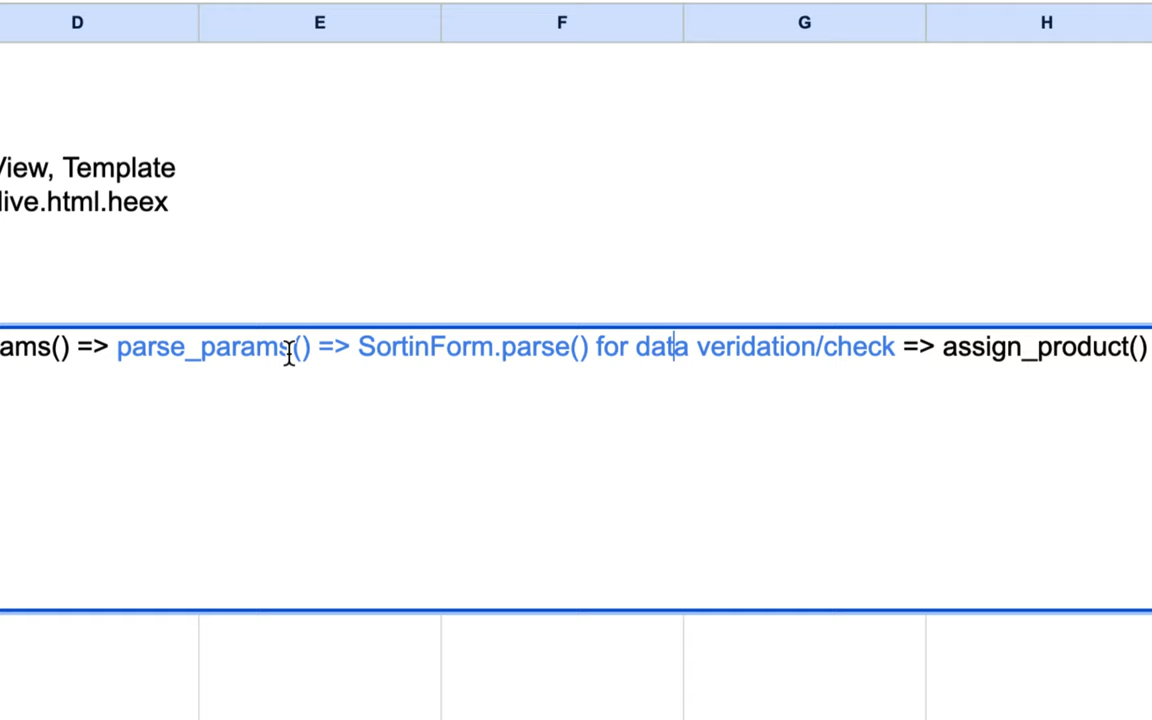 D E F G H
View, Template
live.html.heex
ams() => parse_params() => SortinForm.parse() for data veridation/check => assign_product()